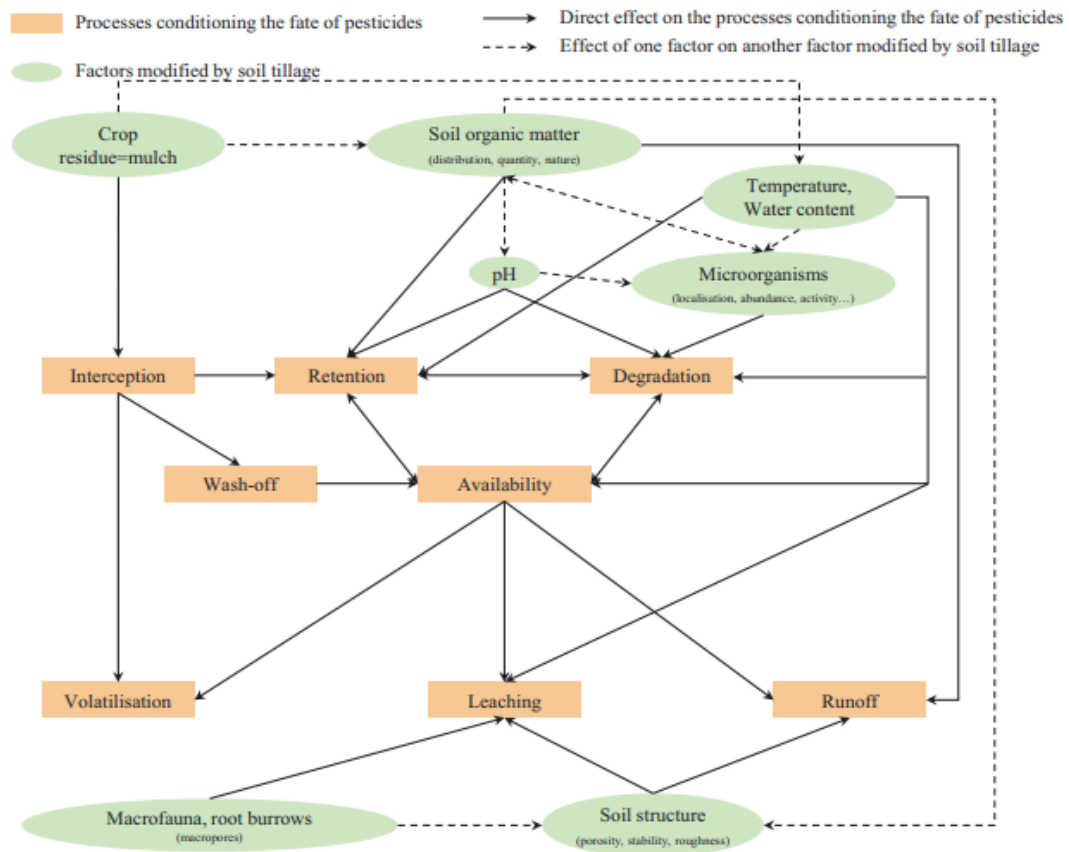 Processes conditioning the fate of pesticides
Direct effect on the processes conditioning the fate of pesticides
Effect of one factor on another factor modified by soil tillage
Factors modified by soil tillage
Crop
residue=mulch
Soil organic matter
(distribution, quantity, nature)
Temperature,
Water content
pH
Microorganisms
(localisation, abundance, activity...)
Interception
Retention
Degradation
Wash-off
Availability
Volatilisation
Leaching
Runoff
Macrofauna, root burrows
(macropores)
Soil structure
(porosity, stability, roughness)